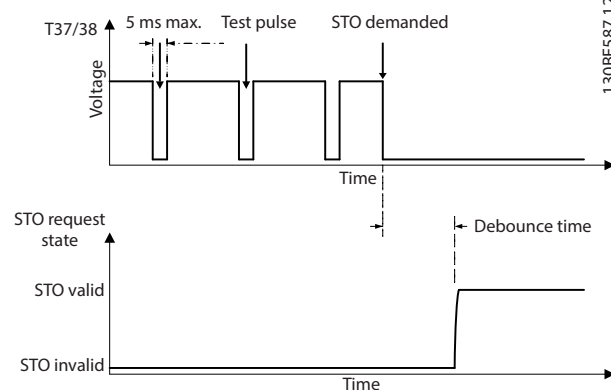 T37/38
5 ms max.
Test pulse
STO demanded
Voltage
Time
STO request
state
Debounce time
STO valid
STO invalid
Time